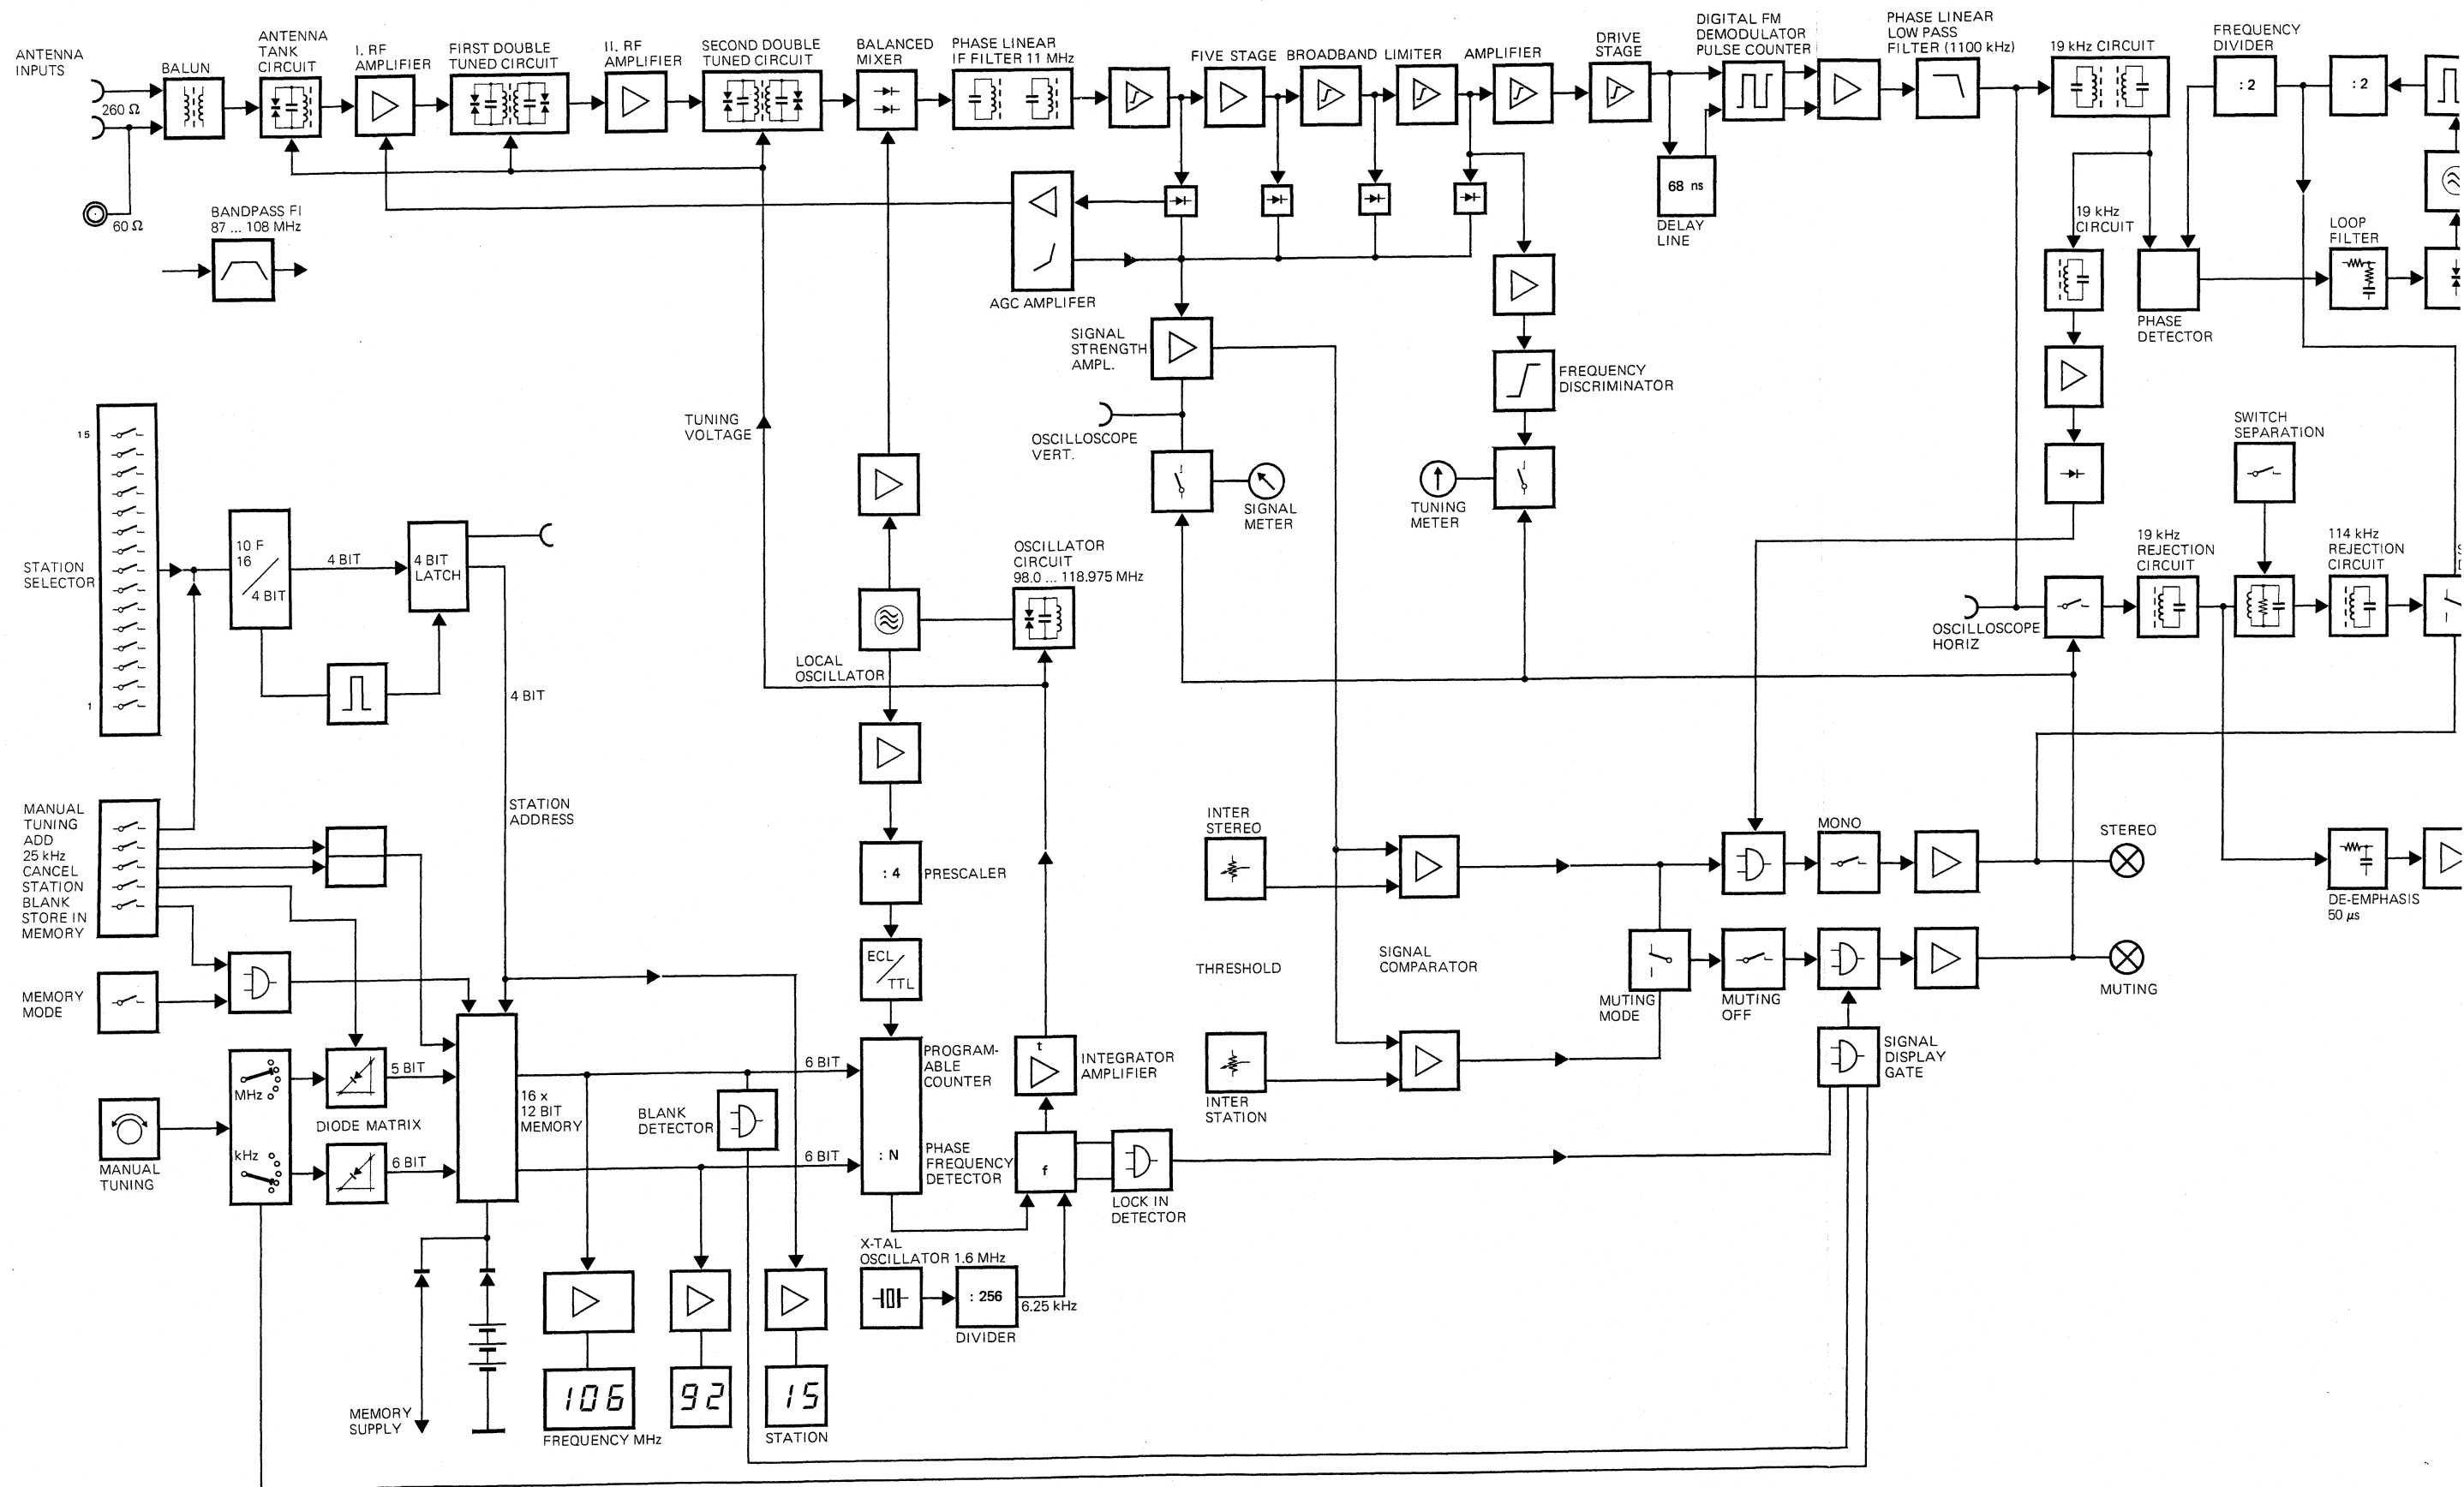 ANTENNA
INPUTS
260 Ω
60 Ω
BALUN
ANTENNA
TANK
CIRCUIT
I. RF
AMPLIFIER
FIRST DOUBLE
TUNED CIRCUIT
II. RF
AMPLIFIER
SECOND DOUBLE
TUNED CIRCUIT
BALANCED
MIXER
PHASE LINEAR
IF FILTER 11 MHz
FIVE STAGE BROADBAND LIMITER AMPLIFIER
DRIVE
STAGE
DIGITAL FM
DEMODULATOR
PULSE COUNTER
PHASE LINEAR
LOW PASS
FILTER (1100 kHz)
19 kHz CIRCUIT
FREQUENCY
DIVIDER
: 2
: 2
68 ns
DELAY
LINE
BANDPASS FI
87 ... 108 MHz
AGC AMPLIFER
19 kHz
CIRCUIT
LOOP
FILTER
PHASE
DETECTOR
SIGNAL
STRENGTH
AMPL.
FREQUENCY
DISCRIMINATOR
TUNING
VOLTAGE
OSCILLOSCOPE
VERT.
SIGNAL
METER
TUNING
METER
SWITCH
SEPARATION
15
STATION
SELECTOR
1
10 F
16
4 BIT
4 BIT
4 BIT
LATCH
4 BIT
OSCILLATOR
CIRCUIT
98.0 ... 118.975 MHz
LOCAL
OSCILLATOR
19 kHz
REJECTION
CIRCUIT
114 kHz
REJECTION
CIRCUIT
OSCILLOSCOPE
HORIZ
MANUAL
TUNING
ADD
25 kHz
CANCEL
STATION
BLANK
STORE IN
MEMORY
STATION
ADDRESS
: 4
PRESCALER
ECL
TTL
INTER
STEREO
THRESHOLD
SIGNAL
COMPARATOR
MONO
STEREO
DE-EMPHASIS
50 μs
MEMORY
MODE
MUTING
MODE
MUTING
OFF
MUTING
MHz
kHz
5 BIT
DIODE MATRIX
6 BIT
MANUAL
TUNING
16 x
12 BIT
MEMORY
BLANK
DETECTOR
6 BIT
6 BIT
PROGRAM-
ABLE
COUNTER
: N
PHASE
FREQUENCY
DETECTOR
t
INTEGRATOR
AMPLIFIER
f
LOCK IN
DETECTOR
INTER
STATION
SIGNAL
DISPLAY
GATE
X-TAL
OSCILLATOR 1.6 MHz
: 256
6.25 kHz
DIVIDER
MEMORY
SUPPLY
106
92
15
FREQUENCY MHz
STATION